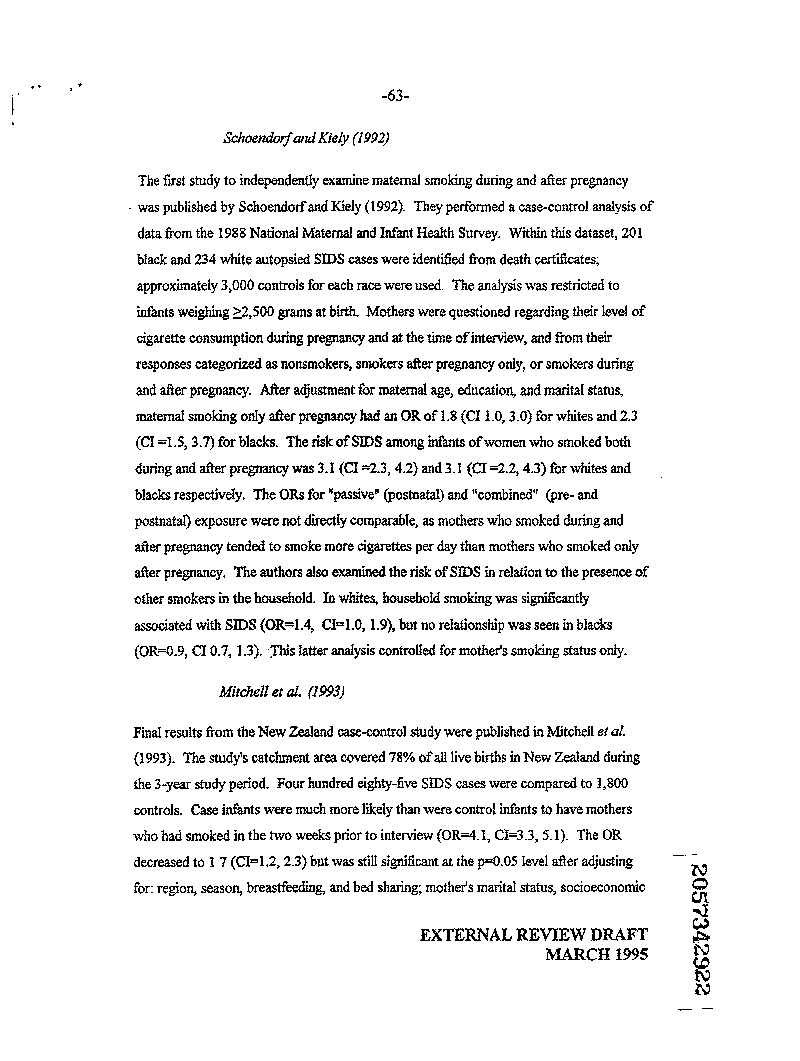 -63-
Schoendorf and Kiely (1992)
The first study to independently examine maternal smoking during and after pregnancy
was published by Schoendorf and Kiely (1992). They performed a case-control analysis of
data from the 1988 National Maternal and Infant Health Survey. Within this dataset, 201
black and 234 white autopsied SIDS cases were identified from death certificates;
approximately 3,000 controls for each race were used. The analysis was restricted to
infants weighing ≥2,500 grams at birth. Mothers were questioned regarding their level of
cigarette consumption during pregnancy and at the time of interview, and from their
responses categorized as nonsmokers, smokers after pregnancy only, or smokers during
and after pregnancy. After adjustment for maternal age, education, and marital status,
maternal smoking only after pregnancy had an OR of 1.8 (CI 1.0, 3.0) for whites and 2.3
(CI =1.5, 3.7) for blacks. The risk of SIDS among infants of women who smoked both
during and after pregnancy was 3.1 (CI =2.3, 4.2) and 3.1 (CI =2.2, 4.3) for whites and
blacks respectively. The ORs for "passive" (postnatal) and "combined" (pre- and
postnatal) exposure were not directly comparable, as mothers who smoked during and
after pregnancy tended to smoke more cigarettes per day than mothers who smoked only
after pregnancy. The authors also examined the risk of SIDS in relation to the presence of
other smokers in the household. In whites, household smoking was significantly
associated with SIDS (OR=1.4, CI=1.0, 1.9), but no relationship was seen in blacks
(OR=0.9, CI 0.7, 1.3). This latter analysis controlled for mother's smoking status only.
Mitchell et al. (1993)
Final results from the New Zealand case-control study were published in Mitchell et al.
(1993). The study's catchment area covered 78% of all live births in New Zealand during
the 3-year study period. Four hundred eighty-five SIDS cases were compared to 1,800
controls. Case infants were much more likely than were control infants to have mothers
who had smoked in the two weeks prior to interview (OR=4.1, CI=3.3, 5.1). The OR
decreased to 1 7 (CI=1.2, 2.3) but was still significant at the p=0.05 level after adjusting
for: region, season, breastfeeding, and bed sharing; mother's marital status, socioeconomic
EXTERNAL REVIEW DRAFT
MARCH 1995
2057342922